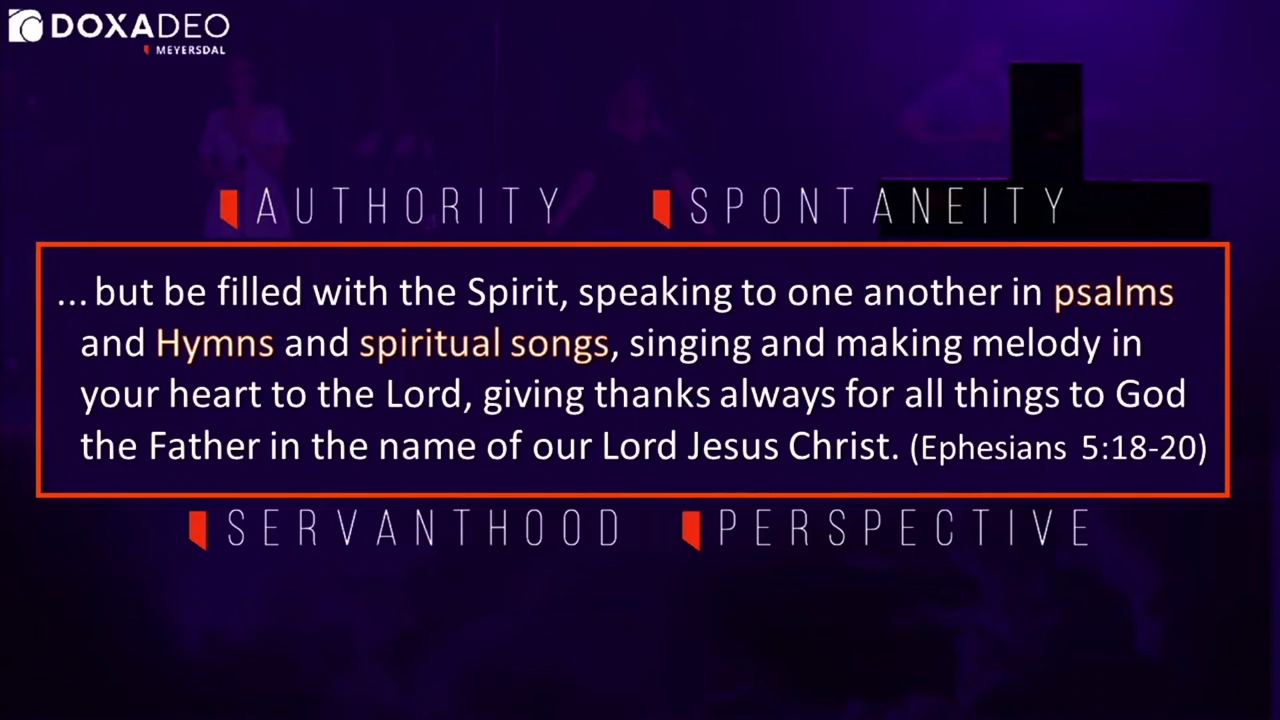 DOXADEO
MEYERSDAL
AUTHORITY SPONTANEITY
... but be filled with the Spirit, speaking to one another in psalms
and Hymns and spiritual songs, singing and making melody in
your heart to the Lord, giving thanks always for all things to God
the Father in the name of our Lord Jesus Christ. (Ephesians 5:18-20)
SERVANTHOOD PERSPECTIVE